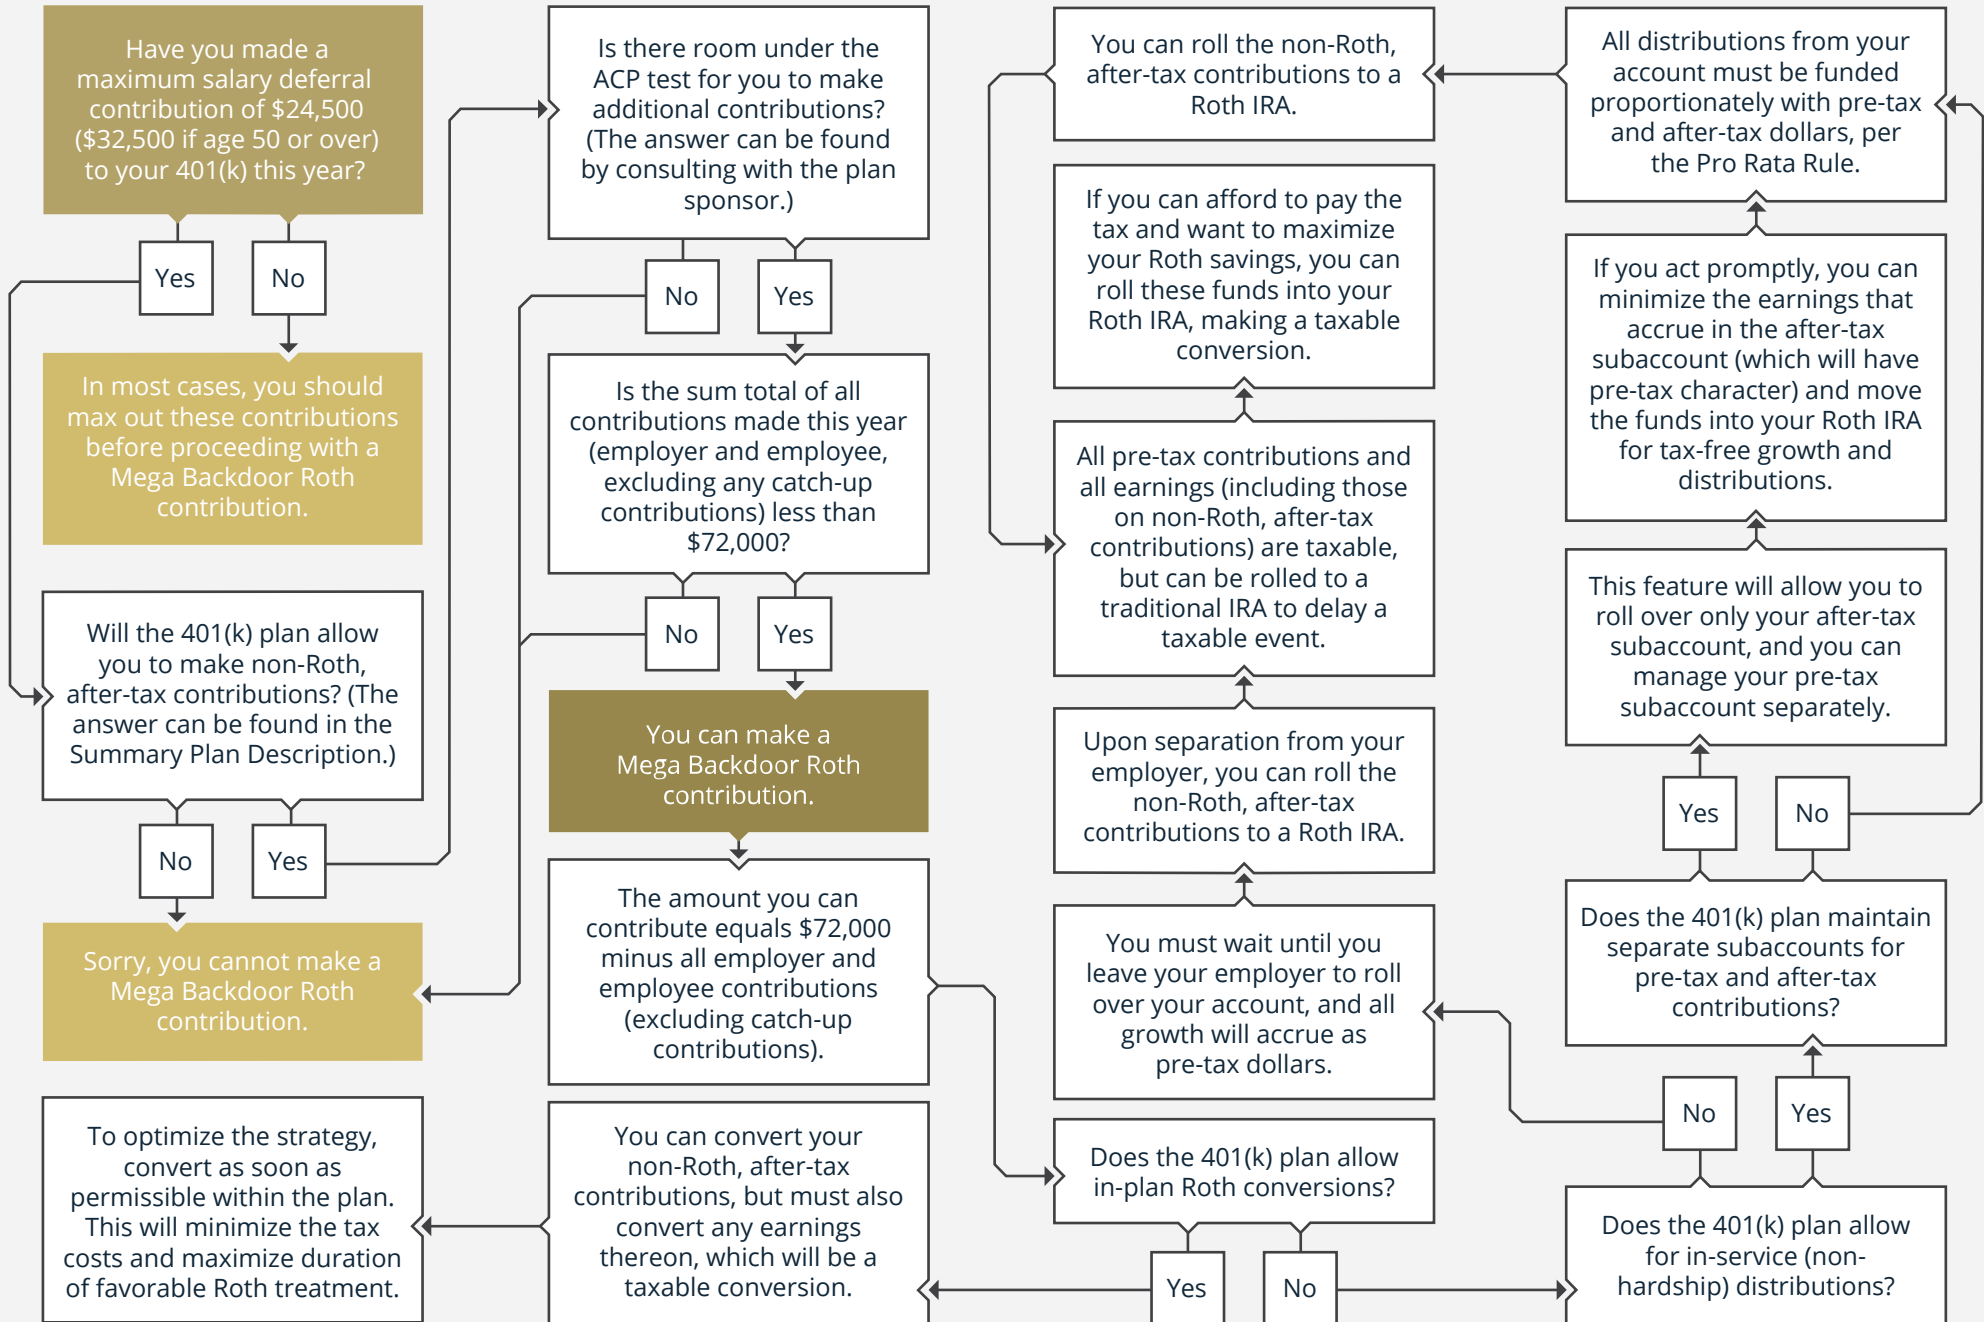 Have you made a
maximum salary deferral
contribution of $24,500
($32,500 if age 50 or over)
to your 401(k) this year?
Yes
No
In most cases, you should
max out these contributions
before proceeding with a
Mega Backdoor Roth
contribution.
Will the 401(k) plan allow
you to make non-Roth,
after-tax contributions? (The
answer can be found in the
Summary Plan Description.)
No
Yes
Sorry, you cannot make a
Mega Backdoor Roth
contribution.
Is there room under the
ACP test for you to make
additional contributions?
(The answer can be found
by consulting with the plan
sponsor.)
No
Yes
Is the sum total of all
contributions made this year
(employer and employee,
excluding any catch-up
contributions) less than
$72,000?
No
Yes
You can make a
Mega Backdoor Roth
contribution.
The amount you can
contribute equals $72,000
minus all employer and
employee contributions
(excluding catch-up
contributions).
Does the 401(k) plan allow
in-plan Roth conversions?
Yes
No
You can convert your
non-Roth, after-tax
contributions, but must also
convert any earnings
thereon, which will be a
taxable conversion.
To optimize the strategy,
convert as soon as
permissible within the plan.
This will minimize the tax
costs and maximize duration
of favorable Roth treatment.
Does the 401(k) plan allow
for in-service (non-
hardship) distributions?
No
Yes
Does the 401(k) plan maintain
separate subaccounts for
pre-tax and after-tax
contributions?
Yes
No
This feature will allow you to
roll over only your after-tax
subaccount, and you can
manage your pre-tax
subaccount separately.
If you act promptly, you can
minimize the earnings that
accrue in the after-tax
subaccount (which will have
pre-tax character) and move
the funds into your Roth IRA
for tax-free growth and
distributions.
All distributions from your
account must be funded
proportionately with pre-tax
and after-tax dollars, per
the Pro Rata Rule.
You can roll the non-Roth,
after-tax contributions to a
Roth IRA.
You must wait until you
leave your employer to roll
over your account, and all
growth will accrue as
pre-tax dollars.
Upon separation from your
employer, you can roll the
non-Roth, after-tax
contributions to a Roth IRA.
All pre-tax contributions and
all earnings (including those
on non-Roth, after-tax
contributions) are taxable,
but can be rolled to a
traditional IRA to delay a
taxable event.
If you can afford to pay the
tax and want to maximize
your Roth savings, you can
roll these funds into your
Roth IRA, making a taxable
conversion.